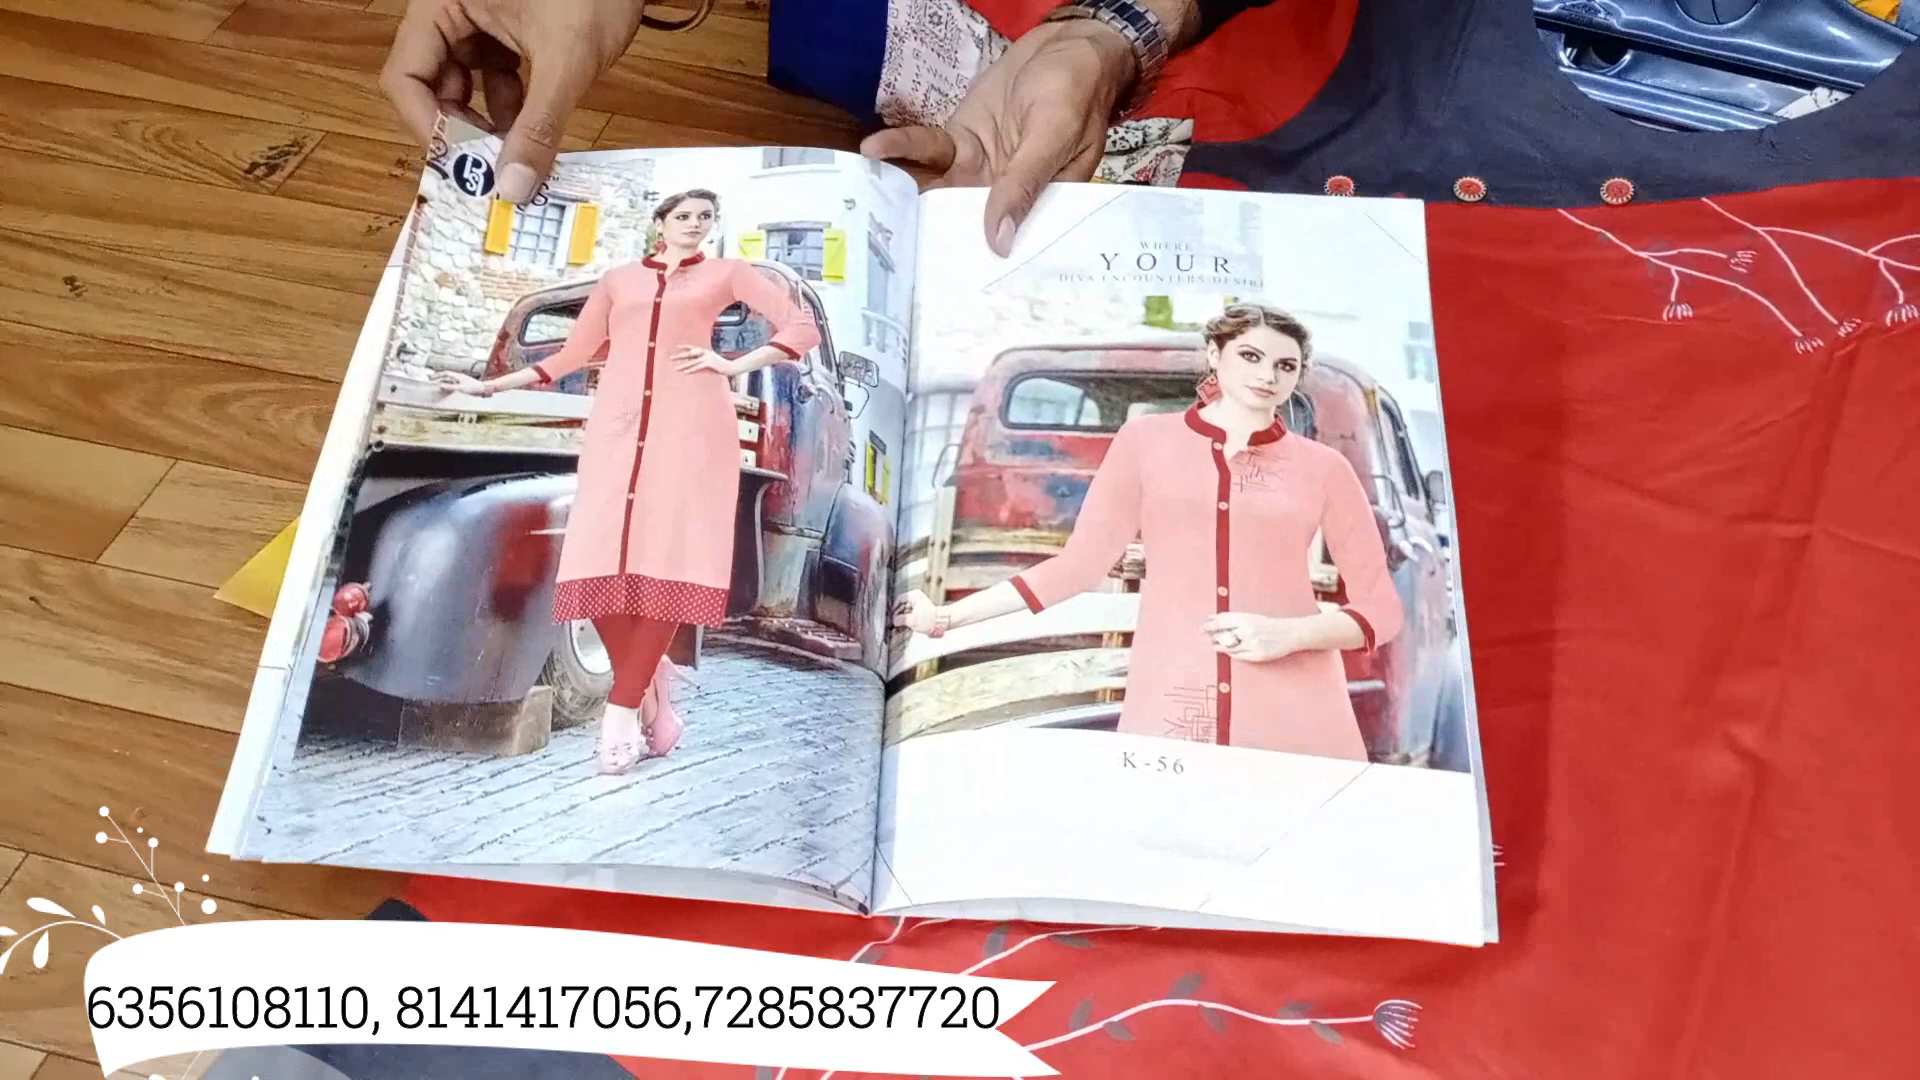 WHERE
YOUR
DIVA ENCOUNTERS DESIRE
K-56
6356108110, 8141417056,7285837720